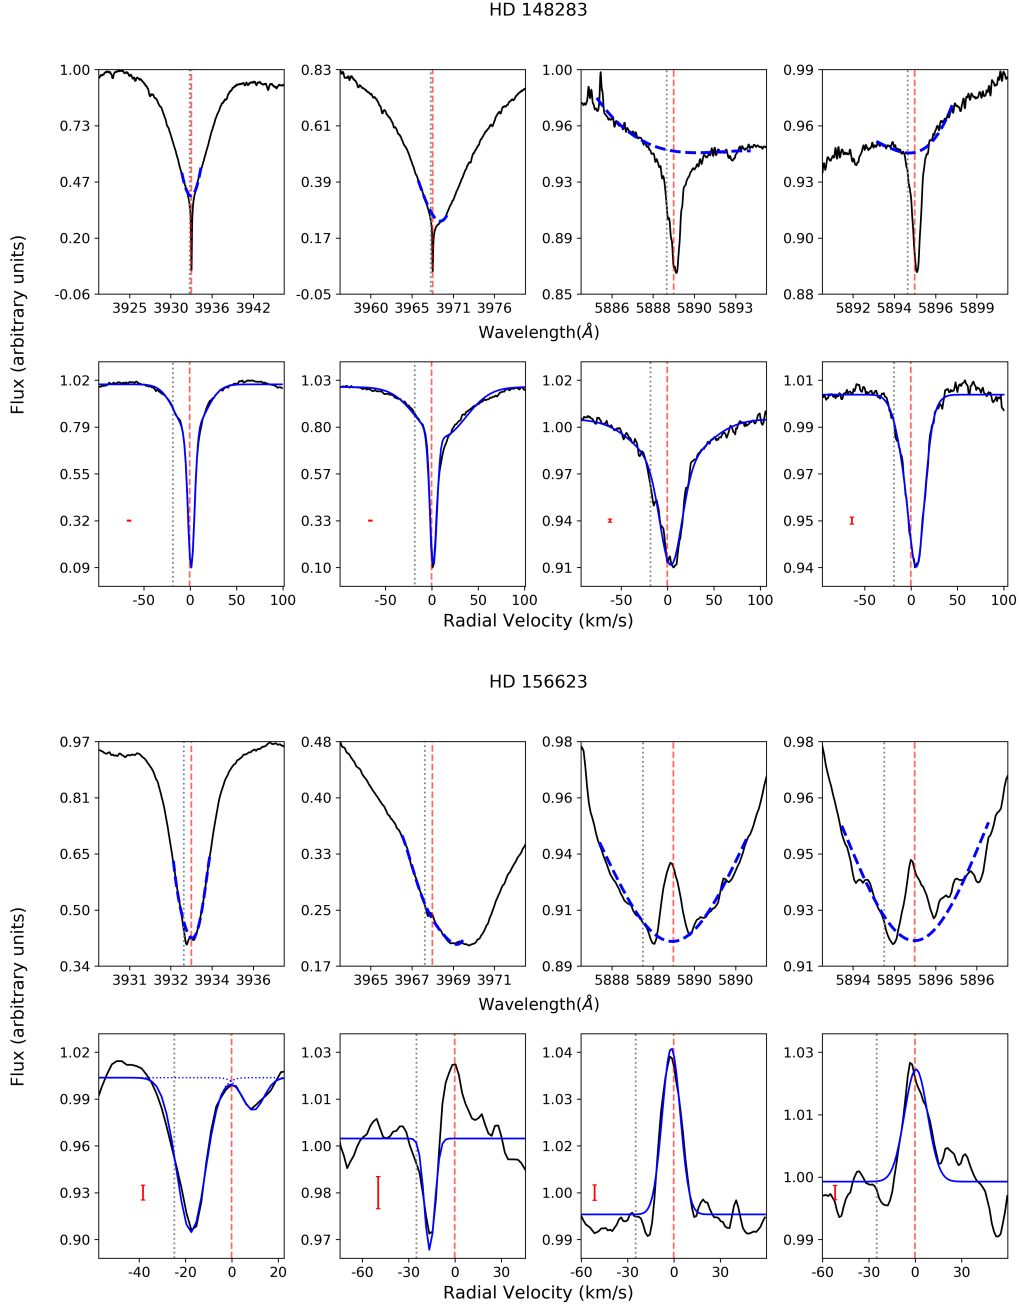 HD 148283
1.00 0.83 1.00 0.99
0.73 0.61 0.96 0.96
0.47 0.39 0.93 0.93
0.20 0.17 0.89 0.90
-0.06 -0.05 0.85 0.88
3925 3933 3936 3942 3960 3968 3971 3976 5886 5888 5890 5893 5892 5894 5896 5899
Wavelength(Å)
Flux (arbitrary units)
1.02 1.03 1.02 1.01
0.79 0.80 1.00 0.99
0.55 0.57 0.97 0.97
0.32 0.33 0.94 0.95
0.09 0.10 0.91 0.94
-50 0 50 100 -50 0 50 100 -50 0 50 100 -50 0 50 100
Radial Velocity (km/s)
HD 156623
0.97 0.48 0.98 0.98
0.81 0.40 0.96 0.96
0.65 0.33 0.94 0.95
0.50 0.25 0.91 0.93
0.34 0.17 0.89 0.91
3931 3932 3934 3936 3965 3967 3969 3971 5888 5889 5890 5890 5894 5895 5896 5896
Wavelength(Å)
Flux (arbitrary units)
1.02 1.03 1.04 1.03
0.99 1.01 1.03 1.01
0.96 1.00 1.02 1.00
0.93 0.98 1.00 0.99
0.90 0.97 0.99
-40 -20 0 20 -60 -30 0 30 -60 -30 0 30 -60 -30 0 30
Radial Velocity (km/s)